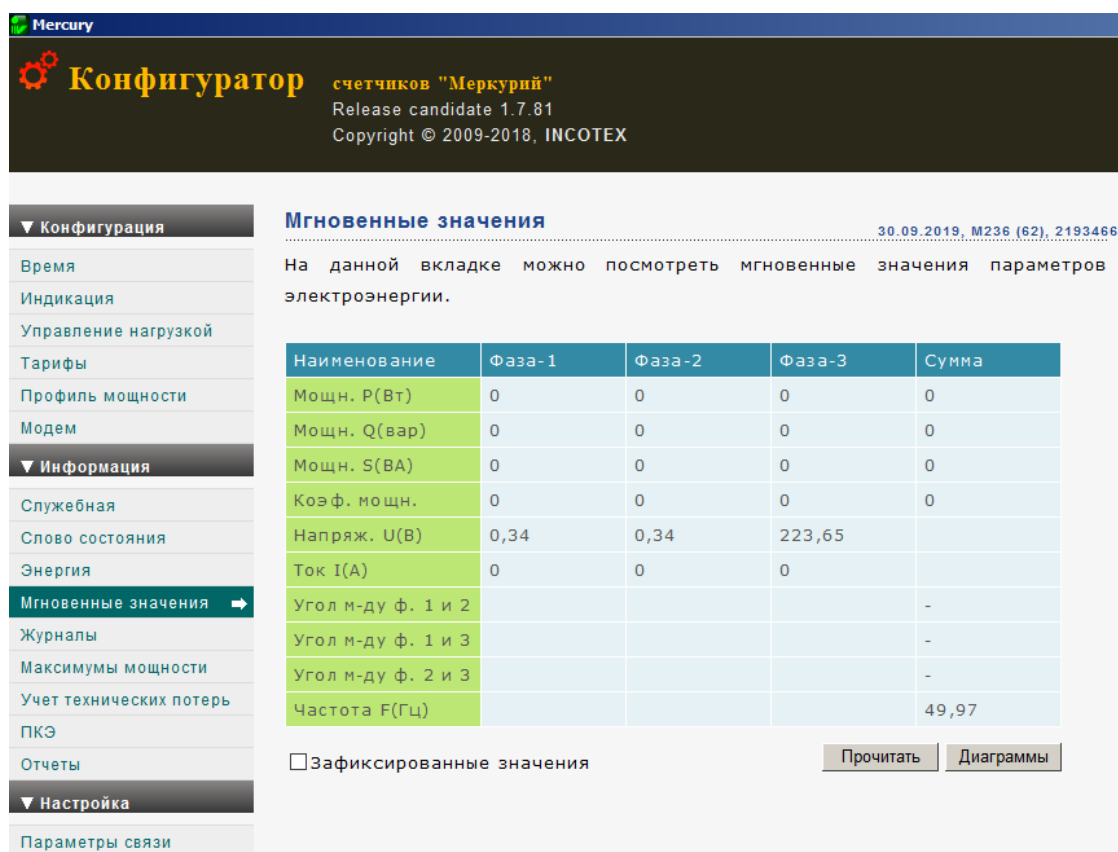 Mercury
Конфигуратор
счетчиков "Меркурий"
Release candidate 1.7.81
Copyright © 2009-2018, INCOTEX
▼ Конфигурация
Время
Индикация
Управление нагрузкой
Тарифы
Профиль мощности
Модем
▼ Информация
Служебная
Слово состояния
Энергия
Мгновенные значения
Журналы
Максимумы мощности
Учет технических потерь
ПКЭ
Отчеты
▼ Настройка
Параметры связи
Мгновенные значения
30.09.2019, M236 (62), 2193466
На данной вкладке можно посмотреть мгновенные значения параметров
электроэнергии.
Наименование Фаза-1 Фаза-2 Фаза-3 Сумма
Мощн. P(Вт) 0 0 0 0
Мощн. Q(вар) 0 0 0 0
Мощн. S(ВА) 0 0 0 0
Коэф. мощн. 0 0 0 0
Напряж. U(В) 0,34 0,34 223,65
Ток I(А) 0 0 0
Угол м-ду ф. 1 и 2 -
Угол м-ду ф. 1 и 3 -
Угол м-ду ф. 2 и 3 -
Частота F(Гц) 49,97
Зафиксированные значения
Прочитать Диаграммы